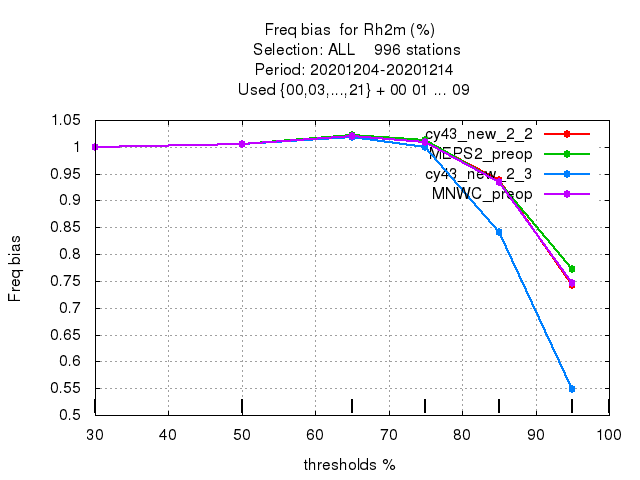 Freq bias  for Rh2m (%)
Selection: ALL    996 stations
Period: 20201204-20201214
Used {00,03,...,21} + 00 01 ... 09
1.05
1
0.95
0.9
0.85
0.8
0.75
0.7
0.65
0.6
0.55
0.5
Freq bias
cy43_new_2_2
MEPS2_preop
cy43_new_2_3
MNWC_preop
30 40 50 60 70 80 90 100
thresholds %